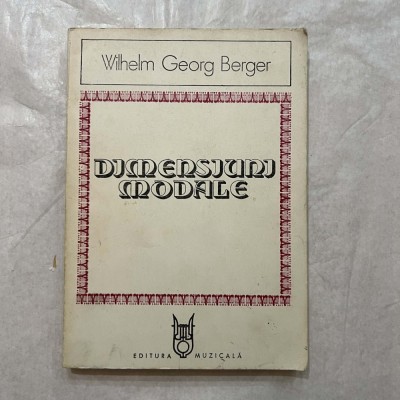 Wilhelm Georg Berger
DIMENSIUNI
MODALE
EDITURA MUZICALĂ